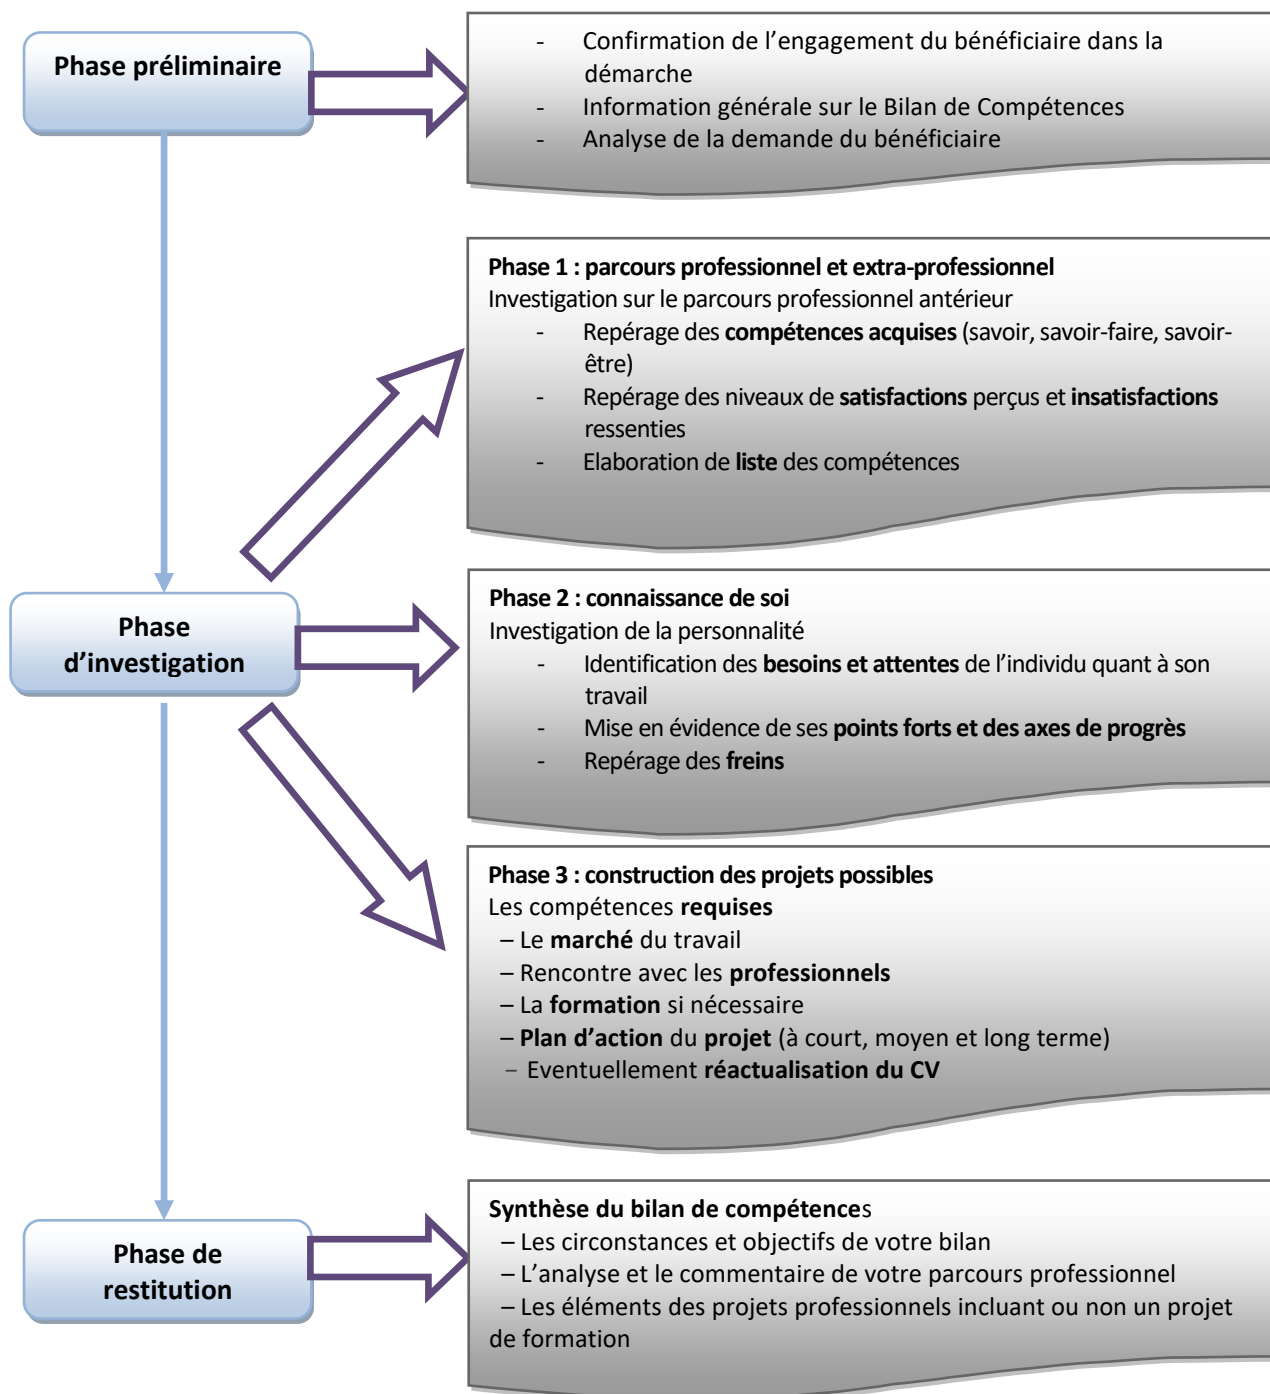 Phase préliminaire
- Confirmation de l’engagement du bénéficiaire dans la
démarche
- Information générale sur le Bilan de Compétences
- Analyse de la demande du bénéficiaire
Phase 1 : parcours professionnel et extra-professionnel
Investigation sur le parcours professionnel antérieur
- Repérage des compétences acquises (savoir, savoir-faire, savoir-
être)
- Repérage des niveaux de satisfactions perçus et insatisfactions
ressenties
- Elaboration de liste des compétences
Phase
d’investigation
Phase 2 : connaissance de soi
Investigation de la personnalité
- Identification des besoins et attentes de l’individu quant à son
travail
- Mise en évidence de ses points forts et des axes de progrès
- Repérage des freins
Phase 3 : construction des projets possibles
Les compétences requises
– Le marché du travail
– Rencontre avec les professionnels
– La formation si nécessaire
– Plan d’action du projet (à court, moyen et long terme)
– Eventuellement réactualisation du CV
Phase de
restitution
Synthèse du bilan de compétences
– Les circonstances et objectifs de votre bilan
– L’analyse et le commentaire de votre parcours professionnel
– Les éléments des projets professionnels incluant ou non un projet
de formation